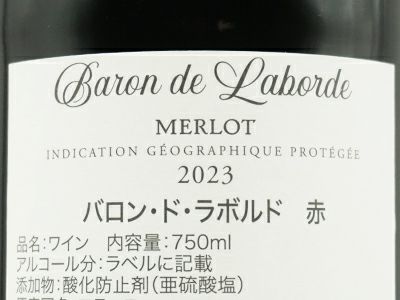 Baron de Laborde
MERLOT
INDICATION GÉOGRAPHIQUE PROTÉGÉE
2023
バロン・ド・ラボルド 赤
品名:ワイン 内容量:750ml
アルコール分:ラベルに記載
添加物:酸化防止剤(亜硫酸塩)